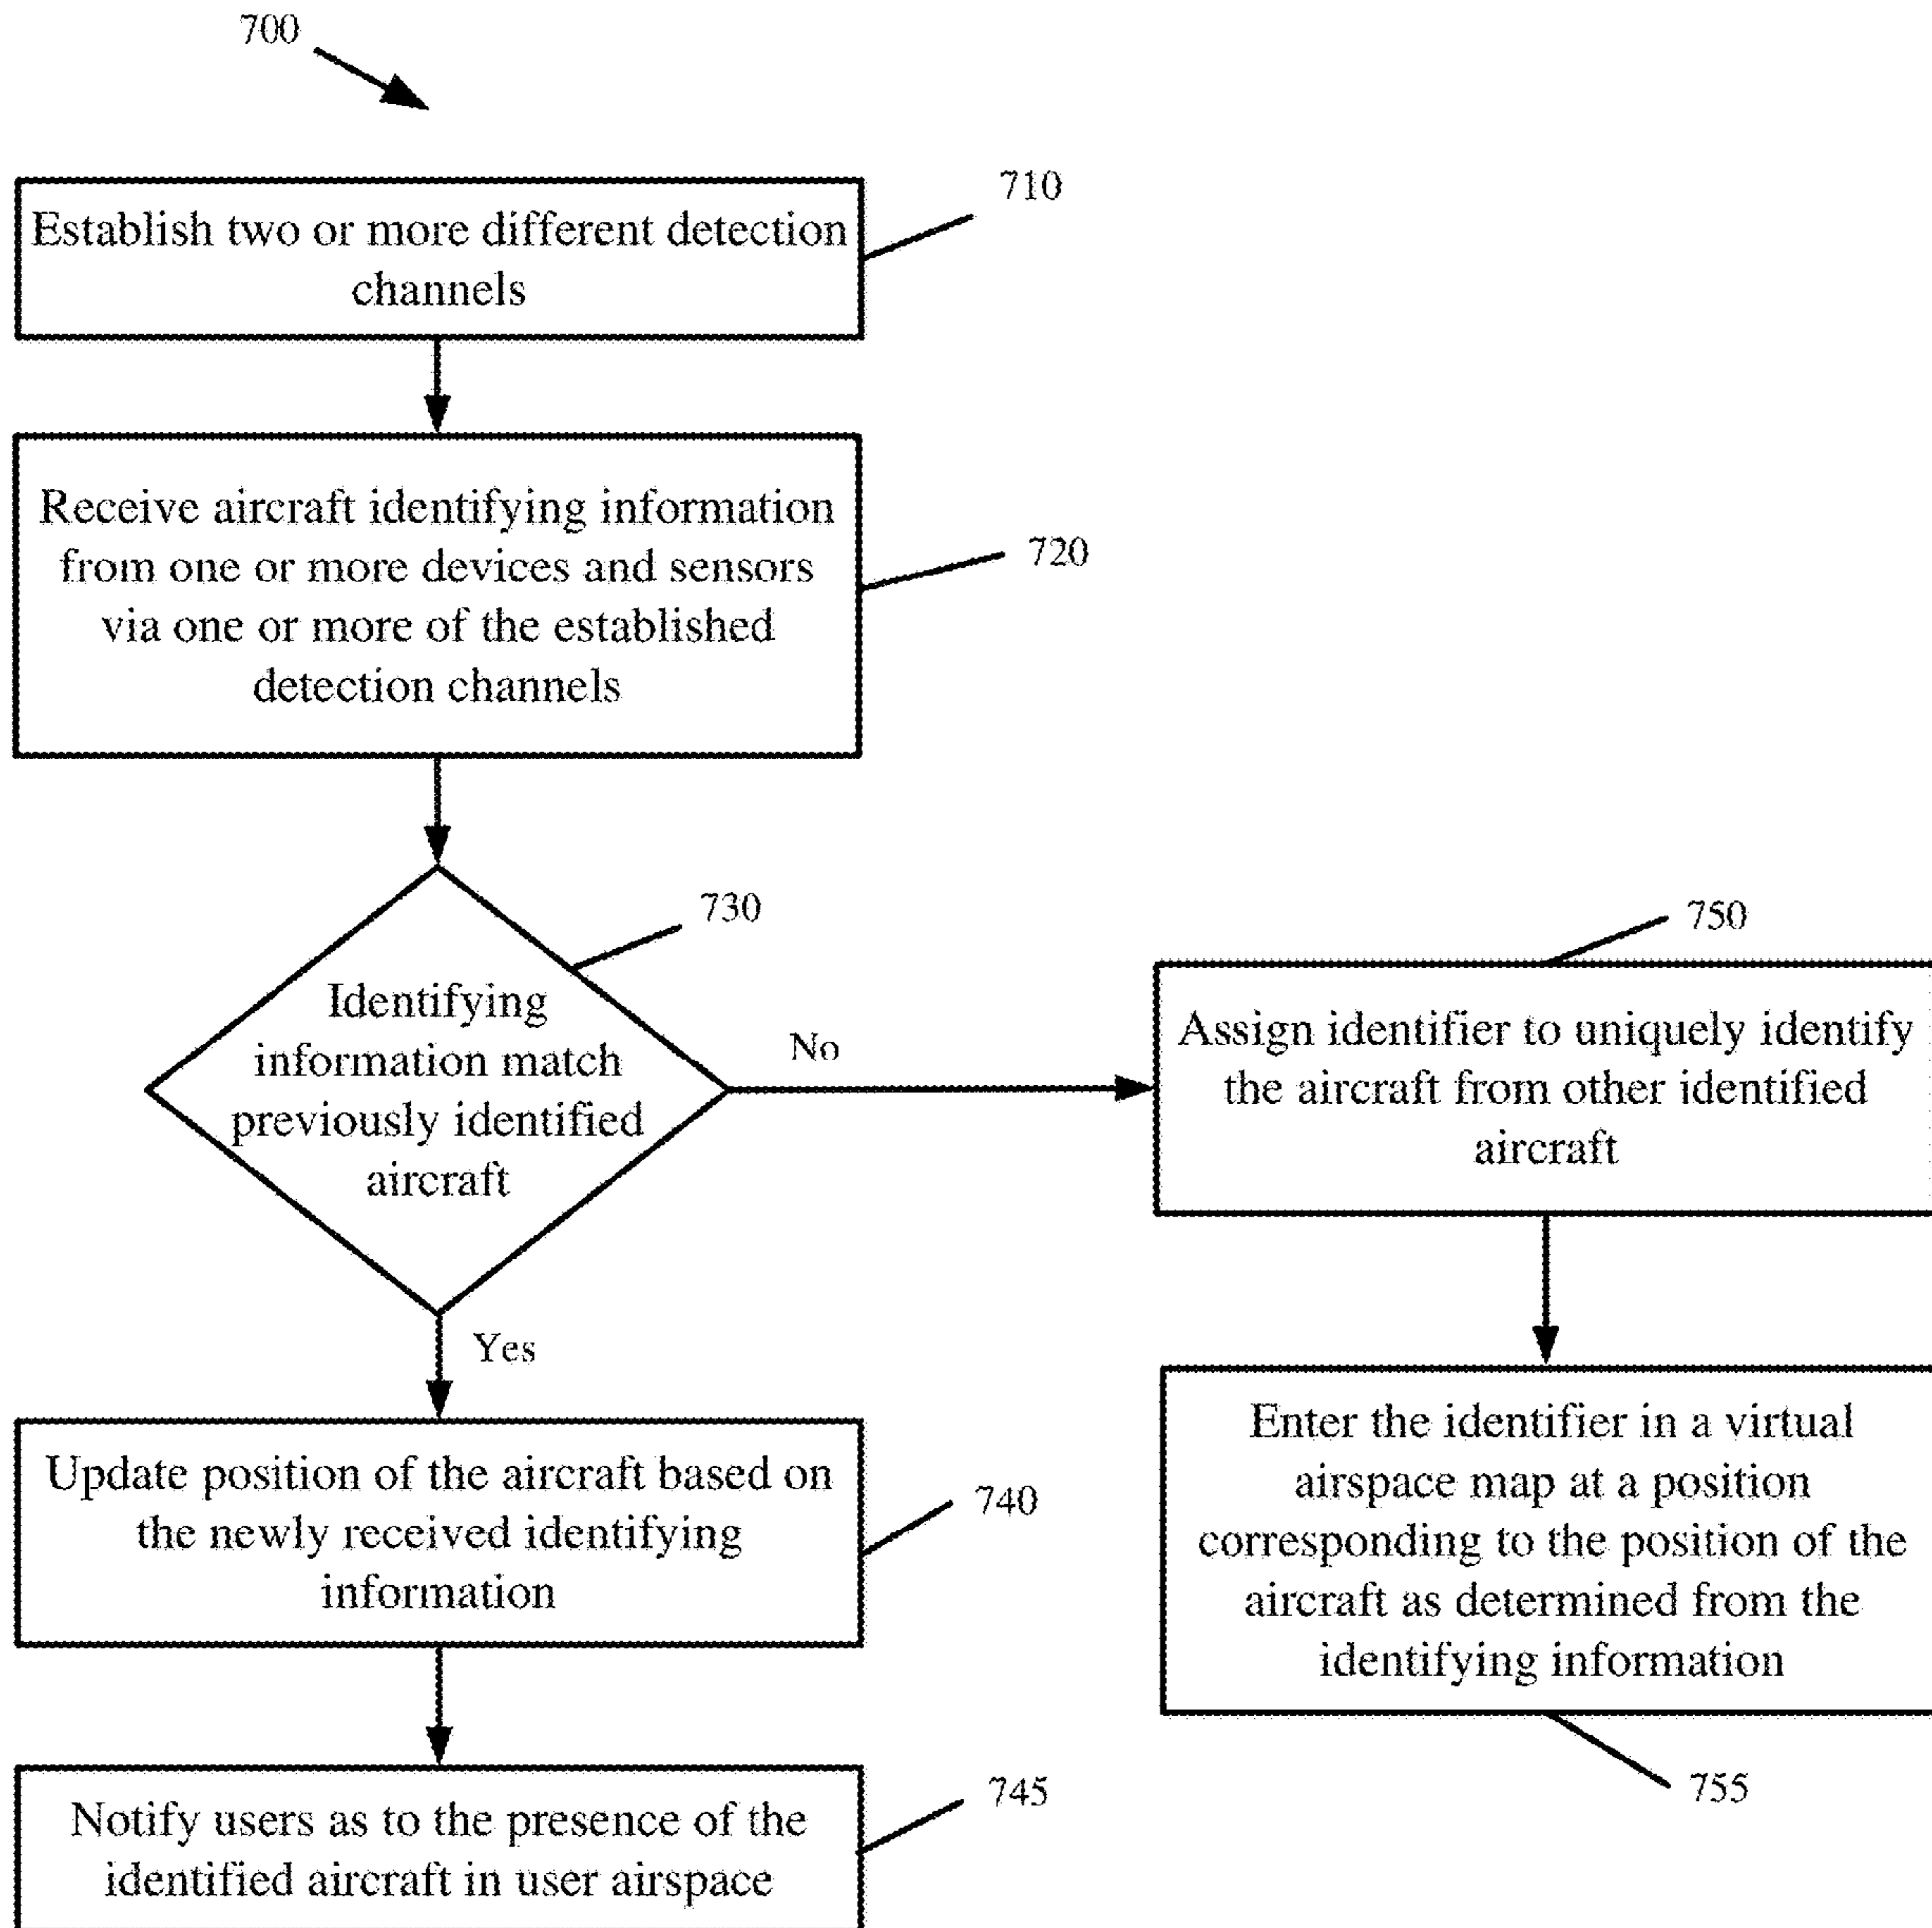 700
710
Establish two or more different detection
channels
Receive aircraft identifying information
from one or more devices and sensors
via one or more of the established
detection channels
720
730
Identifying
information match
previously identified
aircraft
No
750
Assign identifier to uniquely identify
the aircraft from other identified
aircraft
Yes
Update position of the aircraft based on
the newly received identifying
information
740
Enter the identifier in a virtual
airspace map at a position
corresponding to the position of the
aircraft as determined from the
identifying information
755
Notify users as to the presence of the
identified aircraft in user airspace
745